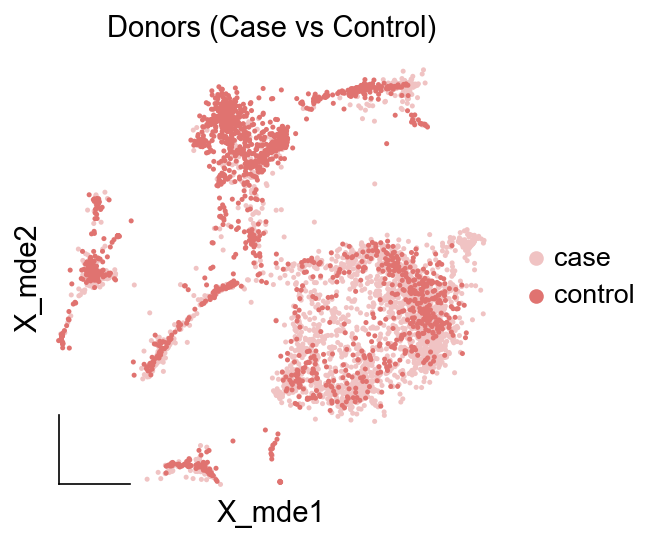 Donors (Case vs Control)
X_mde2
case
control
X_mde1